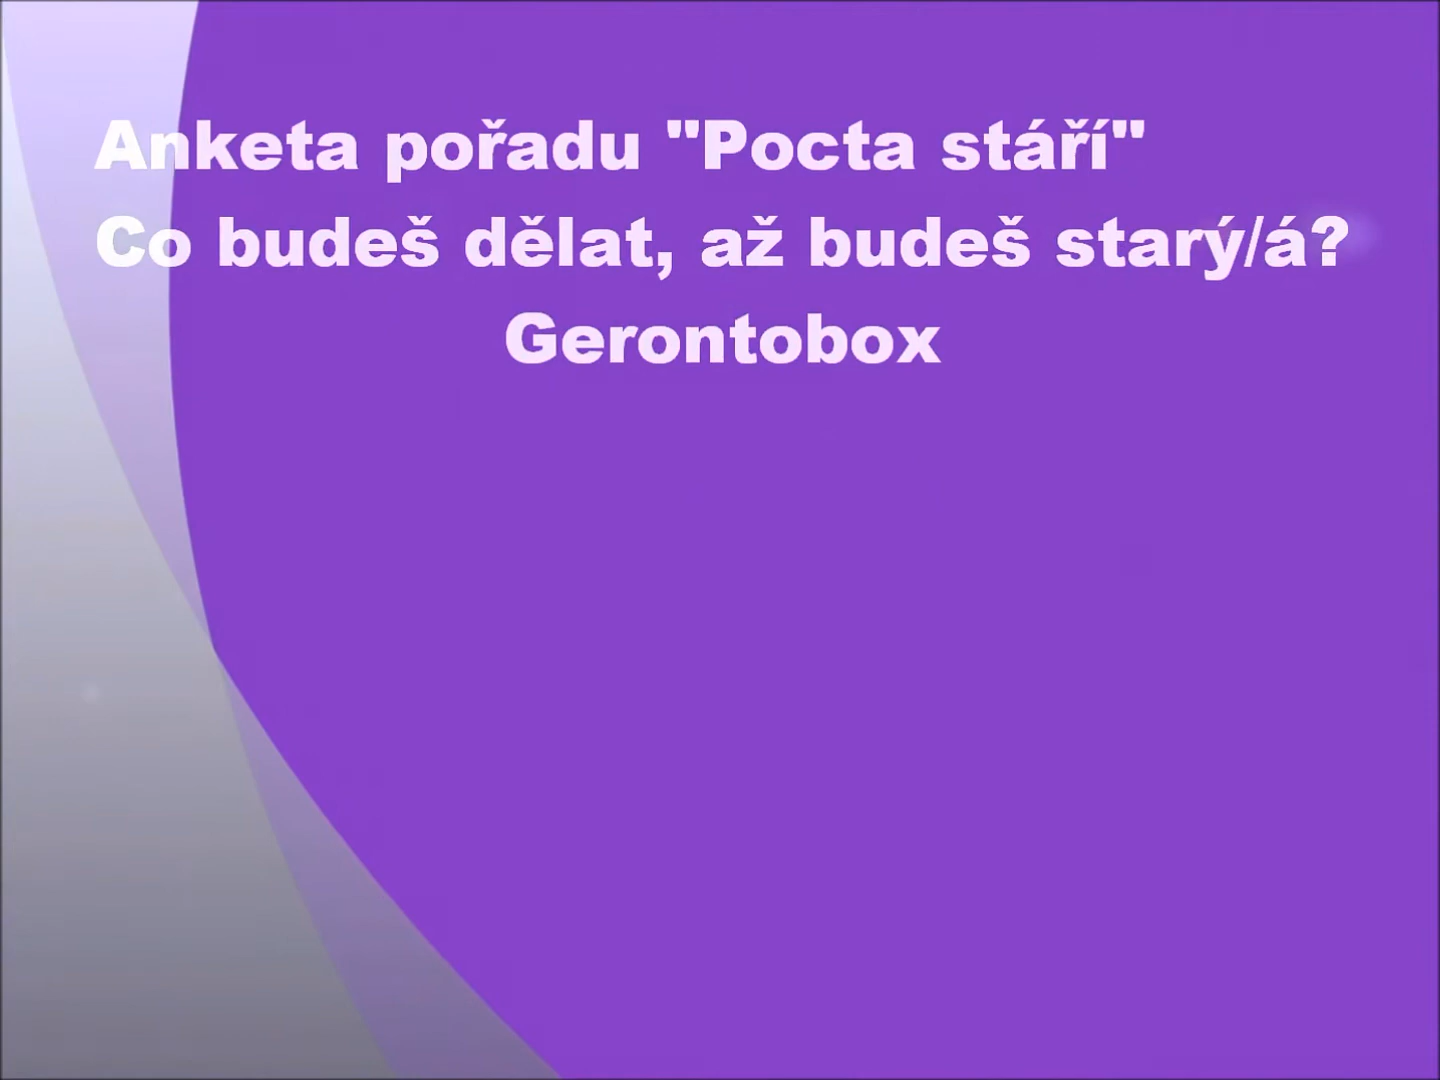 Anketa pořadu "Pocta stáří"
Co budeš dělat, až budeš starý/á?
Gerontobox